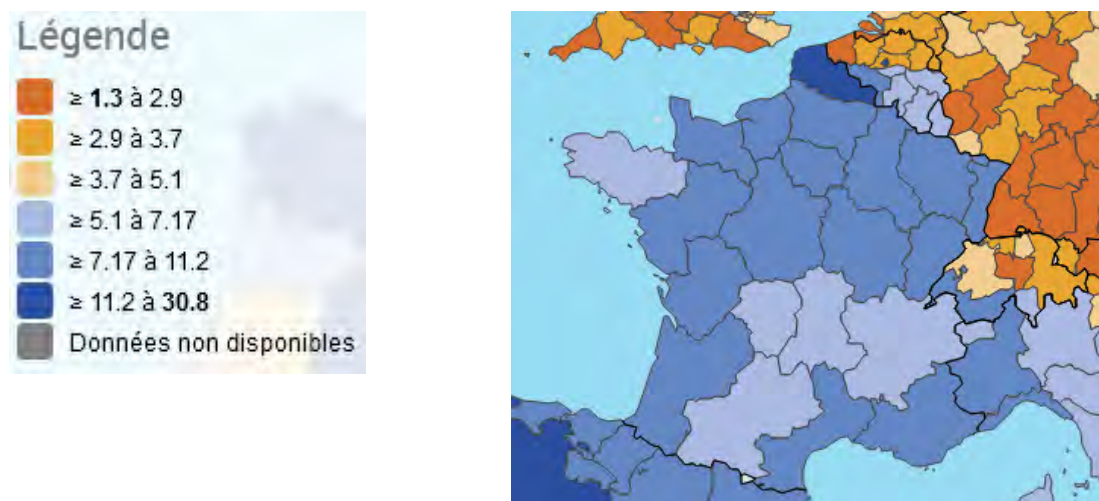 Légende
≥ 1.3 à 2.9
≥ 2.9 à 3.7
≥ 3.7 à 5.1
≥ 5.1 à 7.17
≥ 7.17 à 11.2
≥ 11.2 à 30.8
Données non disponibles